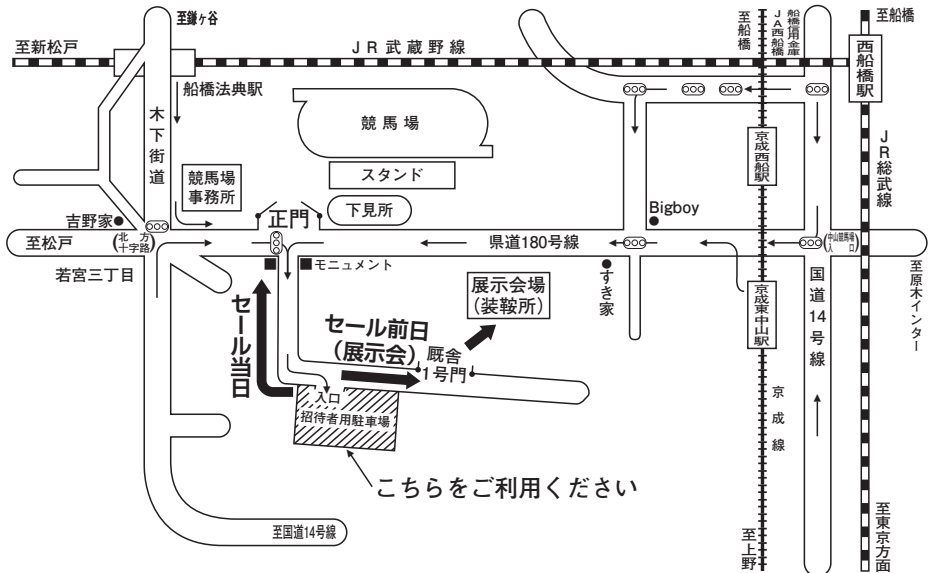 至鎌ヶ谷
至新松戸
JR武蔵野線
至船橋
船橋信用金庫
JA西船橋
至船橋
西船橋駅
船橋法典駅
木下街道
競馬場
スタンド
下見所
競馬場
事務所
正門
京成西船駅
JR総武線
吉野家
Bigboy
至松戸
(北方
十字路)
県道180号線
(中山競馬場
入口)
若宮三丁目
モニュメント
すき家
至原木インター
展示会場
(装鞍所)
京成東中山駅
国道14号線
セール当日
セール前日
(展示会)
厩舎
1号門
入口
招待者用駐車場
京成線
こちらをご利用ください
至国道14号線
至上野
至東京方面